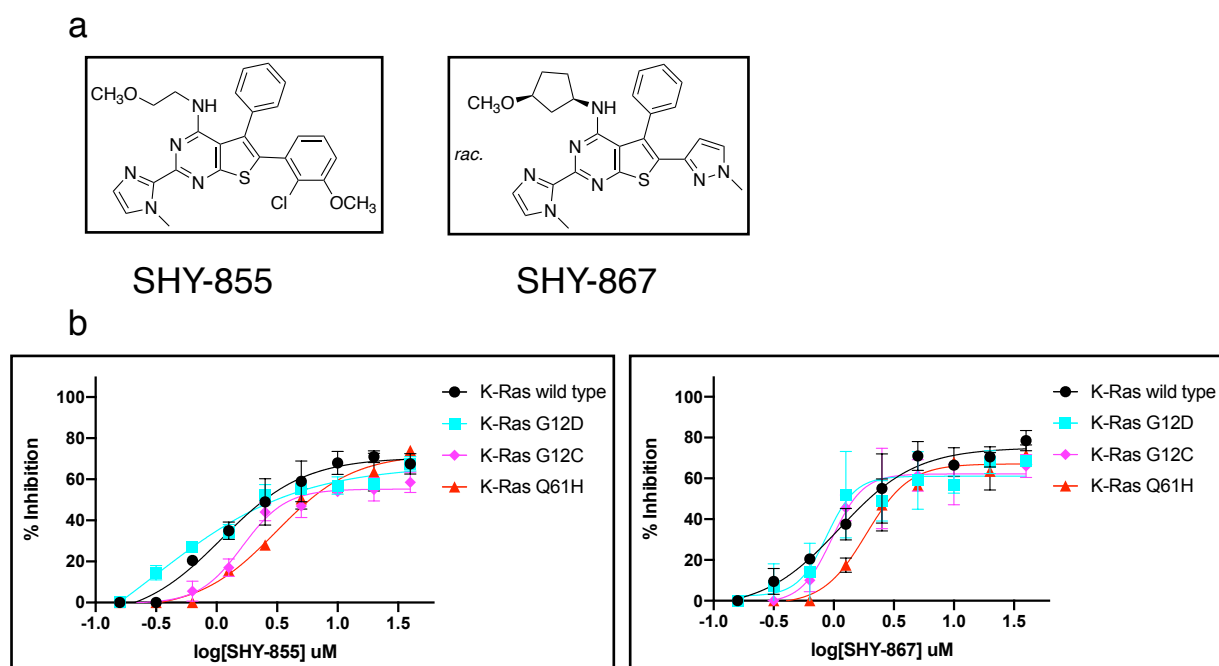 a
CH₃O
NH
N
N
N
N
S
Cl
OCH₃
SHY-855
CH₃O
NH
rac.
N
N
N
N
S
N
N
SHY-867
b
% Inhibition
100
80
60
40
20
0
-1.0 -0.5 0.0 0.5 1.0 1.5
log[SHY-855] uM
K-Ras wild type
K-Ras G12D
K-Ras G12C
K-Ras Q61H
% Inhibition
100
80
60
40
20
0
-1.0 -0.5 0.0 0.5 1.0 1.5
log[SHY-867] uM
K-Ras wild type
K-Ras G12D
K-Ras G12C
K-Ras Q61H